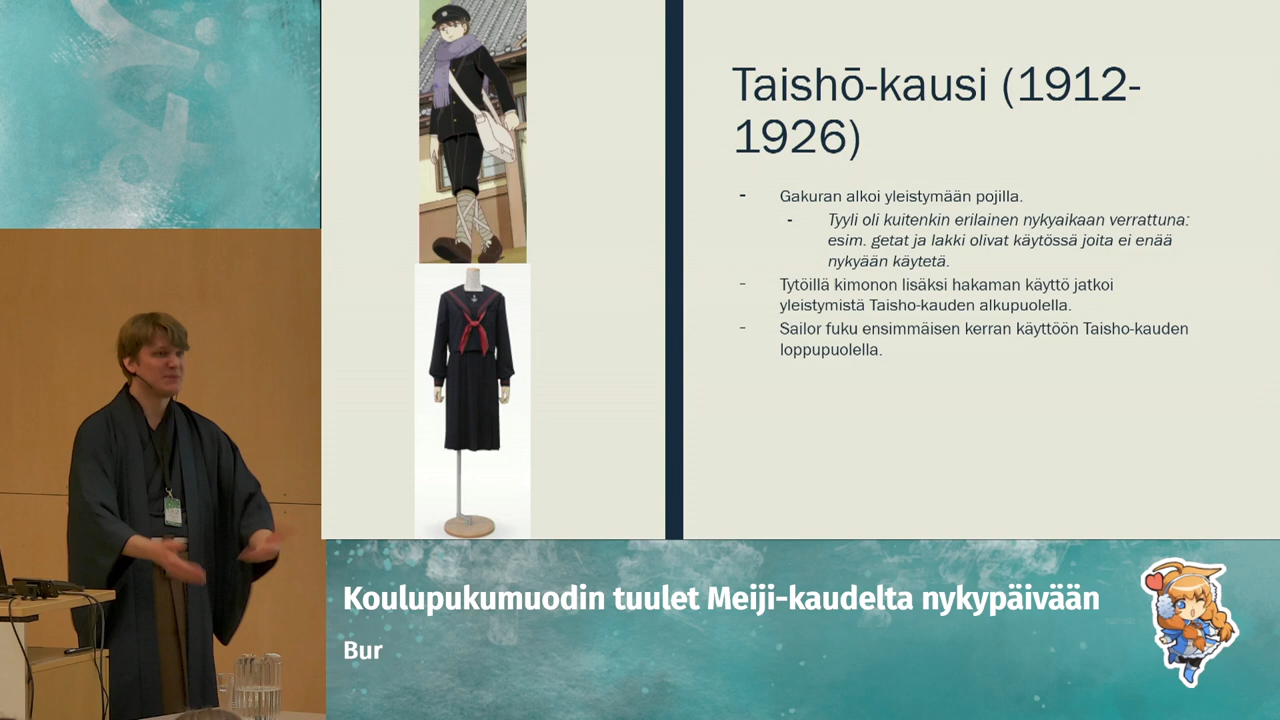 Taishō-kausi (1912-
1926)
- Gakuran alkoi yleistymään pojilla.
- Tyyli oli kuitenkin erilainen nykyaikaan verrattuna:
esim. getat ja lakki olivat käytössä joita ei enää
nykyään käytetä.
- Tytöillä kimonon lisäksi hakaman käyttö jatkoi
yleistymistä Taisho-kauden alkupuolella.
- Sailor fuku ensimmäisen kerran käyttöön Taisho-kauden
loppupuolella.
Koulupukumuodin tuulet Meiji-kaudelta nykypäivään
Bur